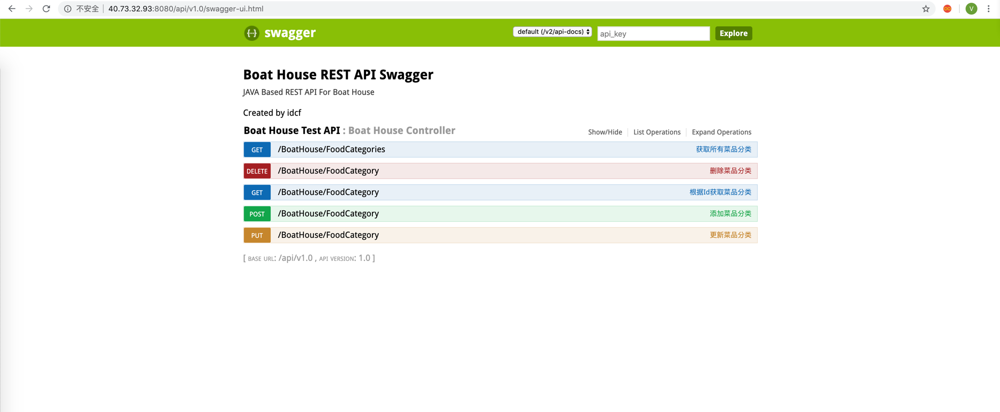 不安全 40.73.32.93:8080/api/v1.0/swagger-ui.html V
{···} swagger default (/v2/api-docs) api_key Explore
Boat House REST API Swagger
JAVA Based REST API For Boat House
Created by idcf
Boat House Test API : Boat House Controller Show/Hide List Operations Expand Operations
GET /BoatHouse/FoodCategories 获取所有菜品分类
DELETE /BoatHouse/FoodCategory 删除菜品分类
GET /BoatHouse/FoodCategory 根据Id获取菜品分类
POST /BoatHouse/FoodCategory 添加菜品分类
PUT /BoatHouse/FoodCategory 更新菜品分类
[ BASE URL: /api/v1.0 , API VERSION: 1.0 ]